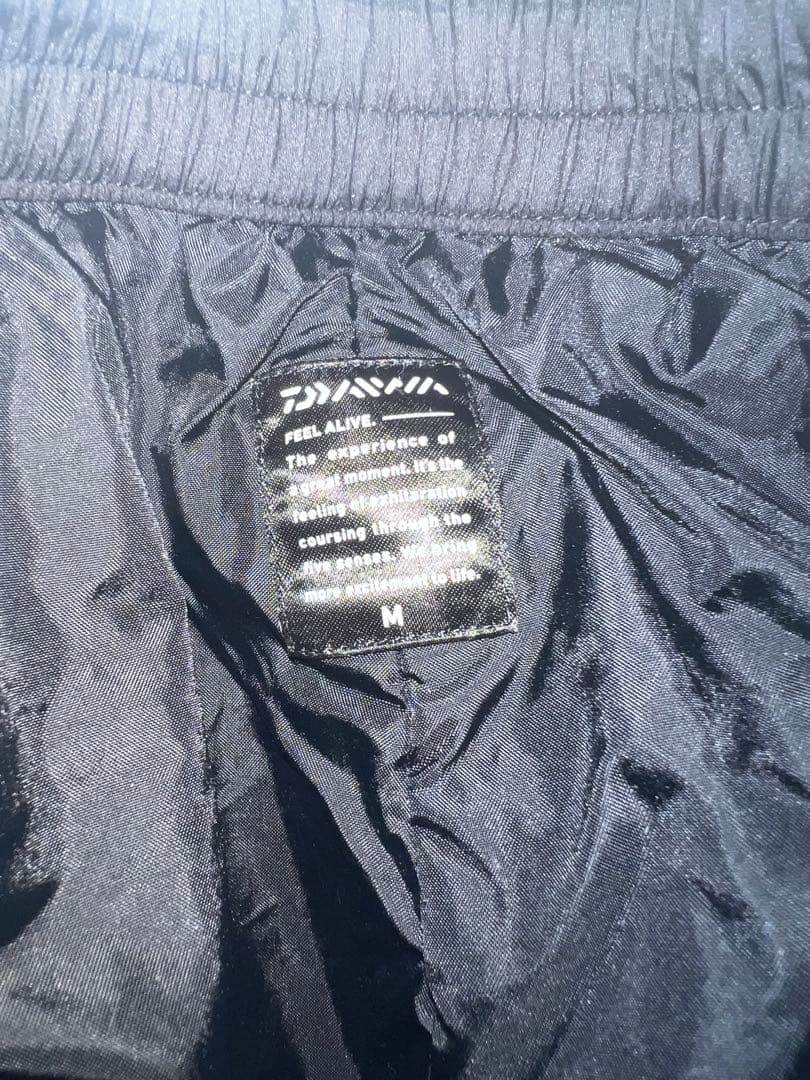 DAIWA
FEEL ALIVE.
The experience of
a great moment. It's the
feeling of exhilaration
coursing through the
five senses. We bring
more excitement to life.
M